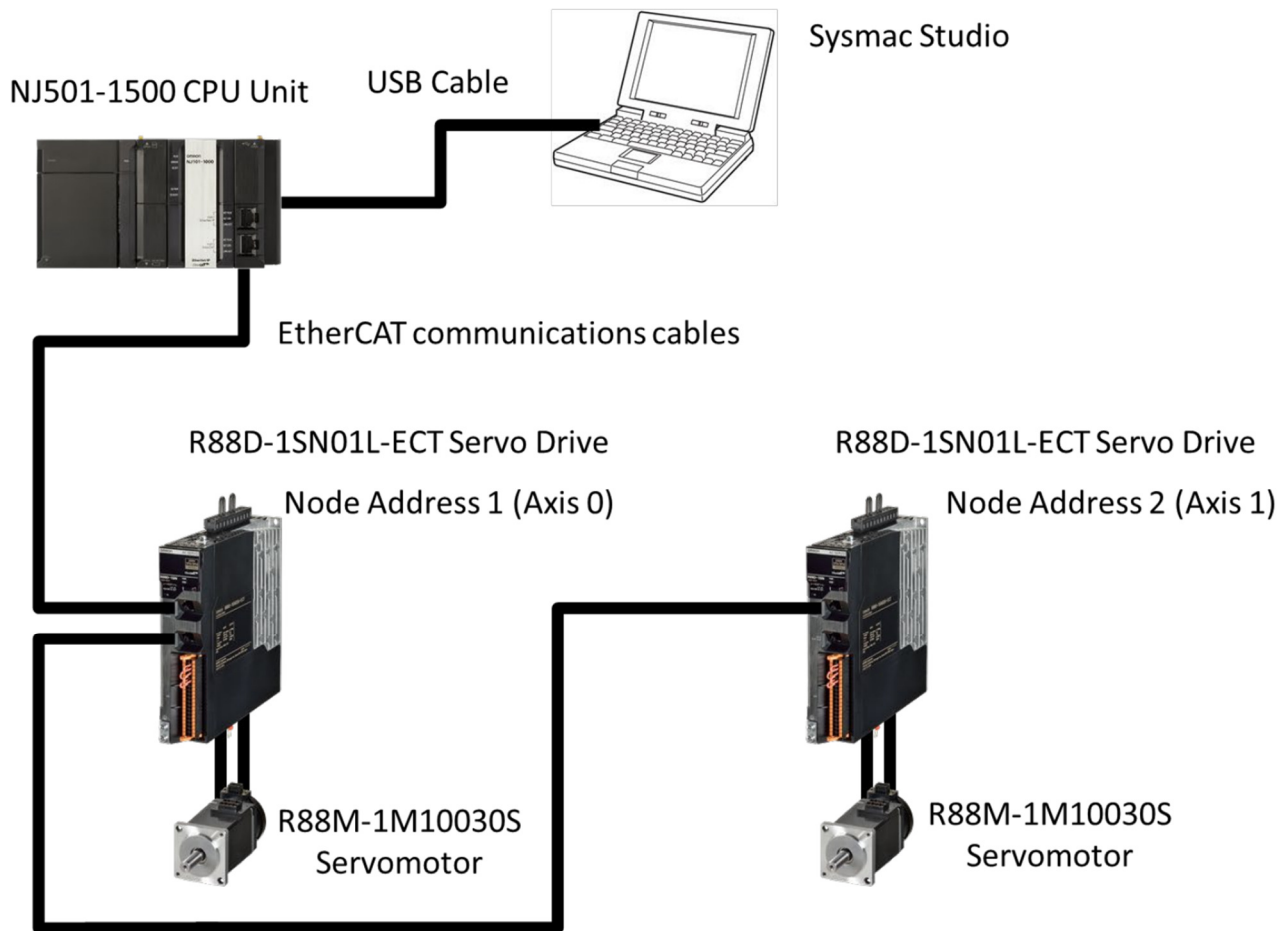 Sysmac Studio
USB Cable
NJ501-1500 CPU Unit
EtherCAT communications cables
R88D-1SN01L-ECT Servo Drive
Node Address 1 (Axis 0)
R88D-1SN01L-ECT Servo Drive
Node Address 2 (Axis 1)
R88M-1M10030S
Servomotor
R88M-1M10030S
Servomotor